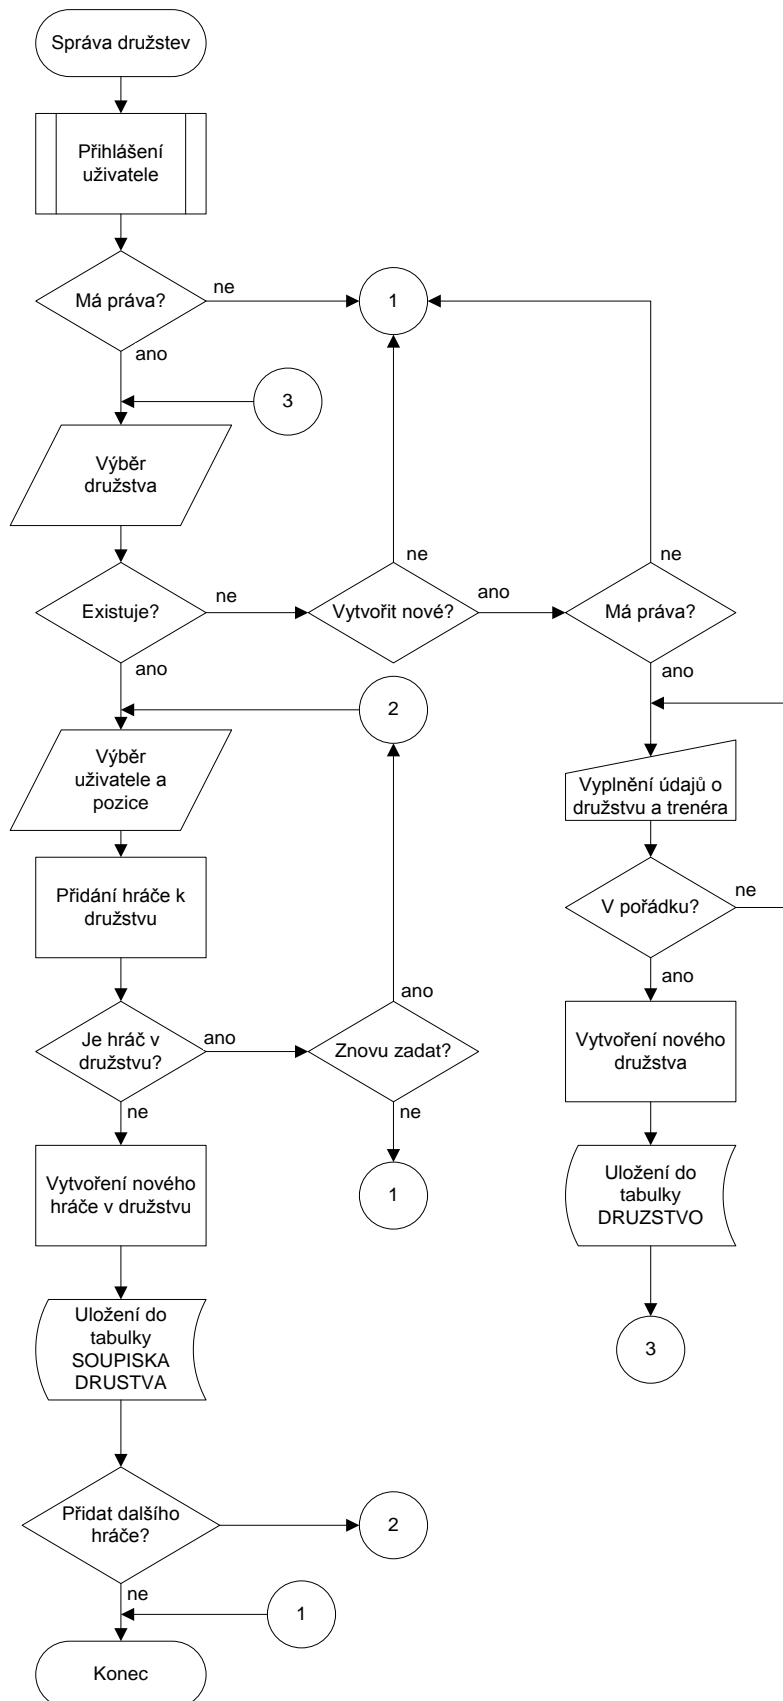 Správa družstev
Přihlášení
uživatele
Má práva?
ne
1
ano
3
Výběr
družstva
ne
ne
Existuje?
ne
Vytvořit nové?
ano
Má práva?
ano
ano
2
Výběr
uživatele a
pozice
Vyplnění údajů o
družstvu a trenéra
Přidání hráče k
družstvu
V pořádku?
ne
ano
ano
Je hráč v
družstvu?
ano
Znovu zadat?
Vytvoření nového
družstva
ne
ne
Vytvoření nového
hráče v družstvu
1
Uložení do
tabulky
DRUZSTVO
Uložení do
tabulky
SOUPISKA
DRUSTVA
3
Přidat dalšího
hráče?
2
ne
1
Konec